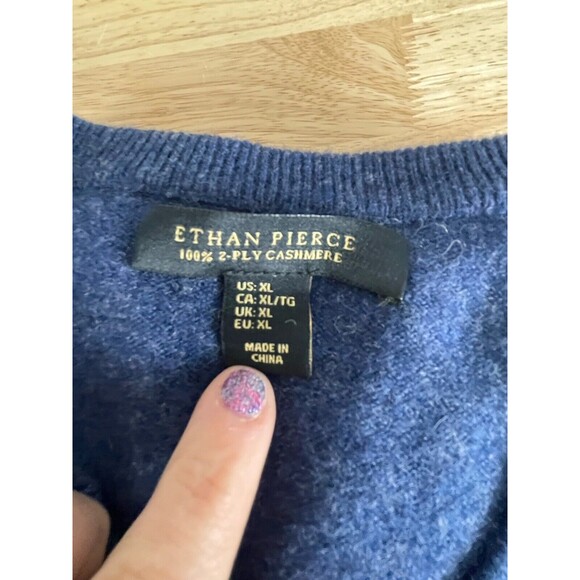 ETHAN PIERCE
100% 2-PLY CASHMERE
US: XL
CA: XL/TG
UK: XL
EU: XL
MADE IN
CHINA